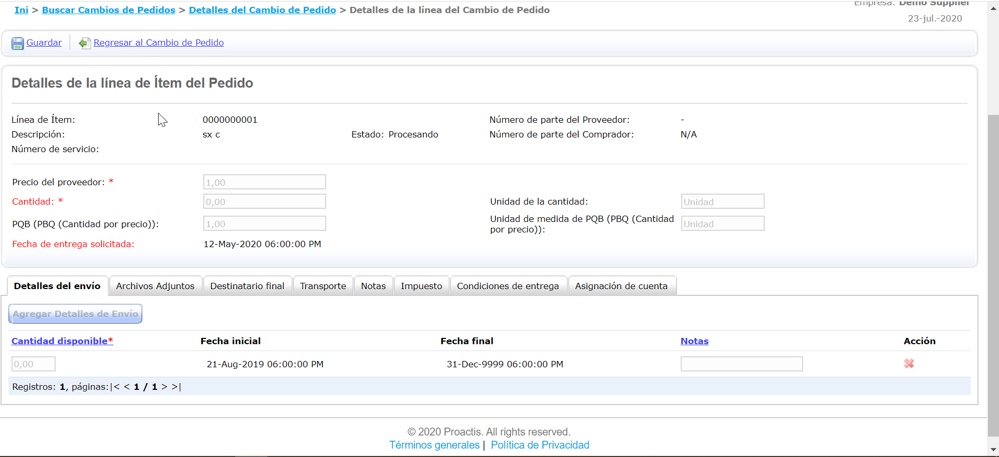 Empresa: Demo Supplier
Ini > Buscar Cambios de Pedidos > Detalles del Cambio de Pedido > Detalles de la línea del Cambio de Pedido
23-jul.-2020
Guardar Regresar al Cambio de Pedido
Detalles de la línea de Ítem del Pedido
Línea de Ítem: 0000000001 Número de parte del Proveedor: -
Descripción: sx c Estado: Procesando Número de parte del Comprador: N/A
Número de servicio:
Precio del proveedor: * 1,00
Cantidad: * 0,00 Unidad de la cantidad: Unidad
PQB (PBQ (Cantidad por precio)): 1,00 Unidad de medida de PQB (PBQ (Cantidad
por precio)): Unidad
Fecha de entrega solicitada: 12-May-2020 06:00:00 PM
Detalles del envío Archivos Adjuntos Destinatario final Transporte Notas Impuesto Condiciones de entrega Asignación de cuenta
Agregar Detalles de Envío
Cantidad disponible* Fecha inicial Fecha final Notas Acción
0,00 21-Aug-2019 06:00:00 PM 31-Dec-9999 06:00:00 PM
Registros: 1, páginas:|< < 1 / 1 > >|
© 2020 Proactis. All rights reserved.
Términos generales | Política de Privacidad